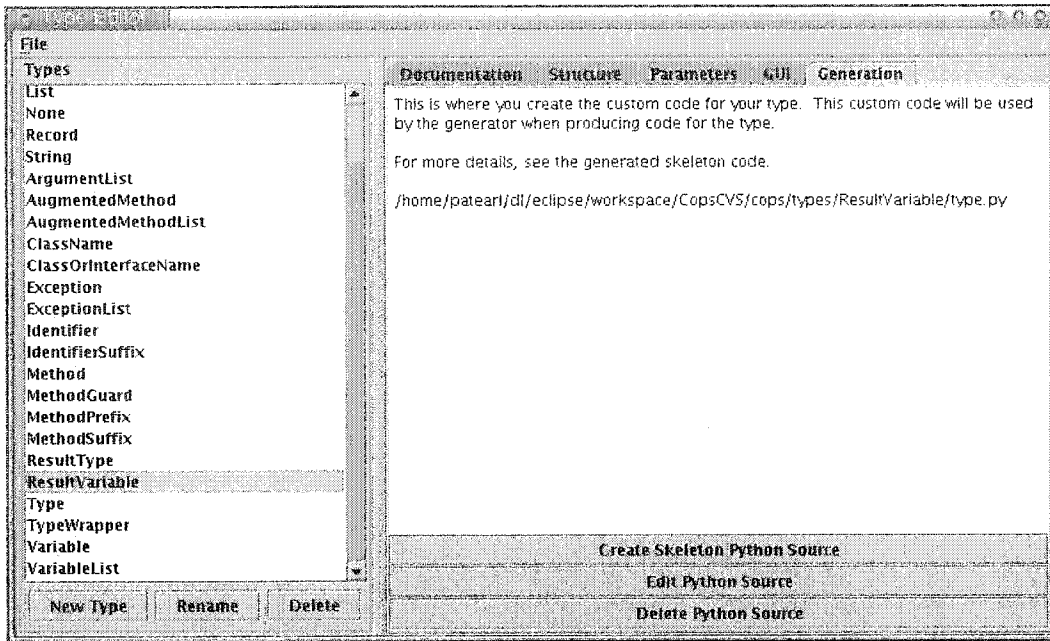 Type Editor
File
Types
List
None
Record
String
ArgumentList
AugmentedMethod
AugmentedMethodList
ClassName
ClassOrInterfaceName
Exception
ExceptionList
Identifier
IdentifierSuffix
Method
MethodGuard
MethodPrefix
MethodSuffix
ResultType
ResultVariable
Type
TypeWrapper
Variable
VariableList
New Type Rename Delete
Documentation Structure Parameters GUI Generation
This is where you create the custom code for your type. This custom code will be used
by the generator when producing code for the type.
For more details, see the generated skeleton code.
/home/patearl/dl/eclipse/workspace/CopsCVS/cops/types/ResultVariable/type.py
Create Skeleton Python Source
Edit Python Source
Delete Python Source